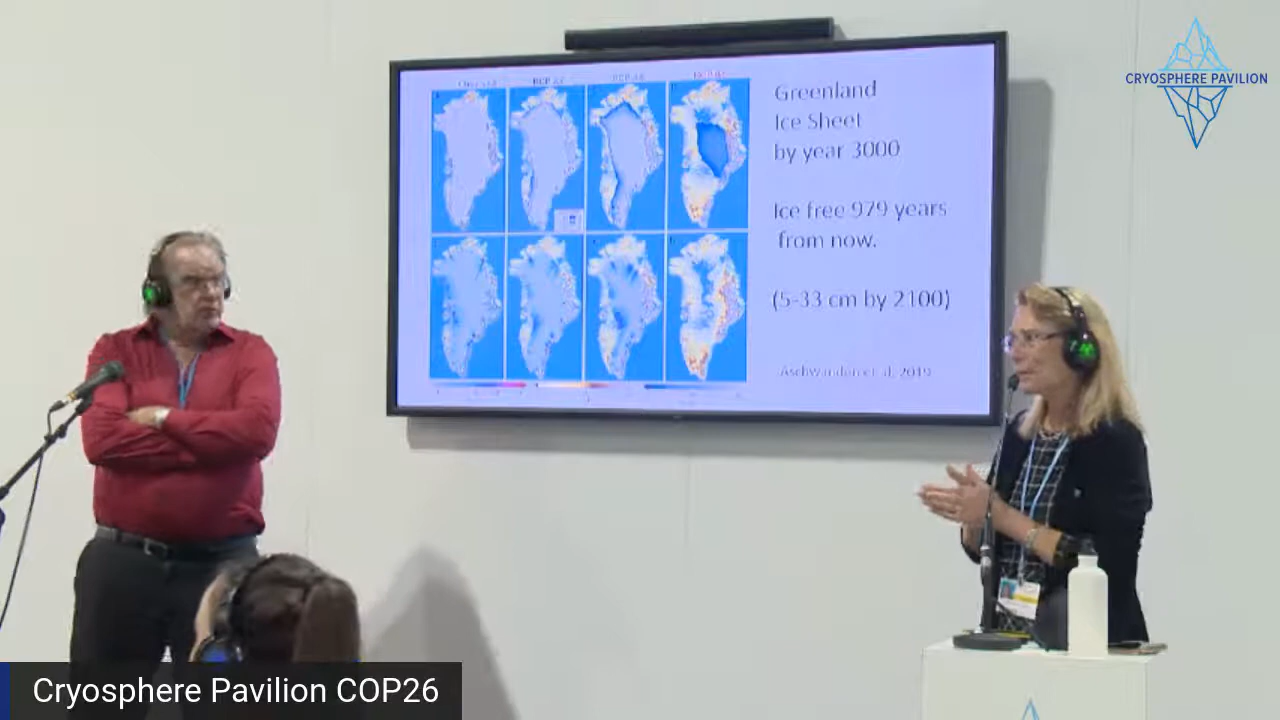 CRYOSPHERE PAVILION
Greenland
Ice Sheet
by year 3000
Ice free 979 years
from now.
(5-33 cm by 2100)
Aschwanden et al. 2019
Cryosphere Pavilion COP26